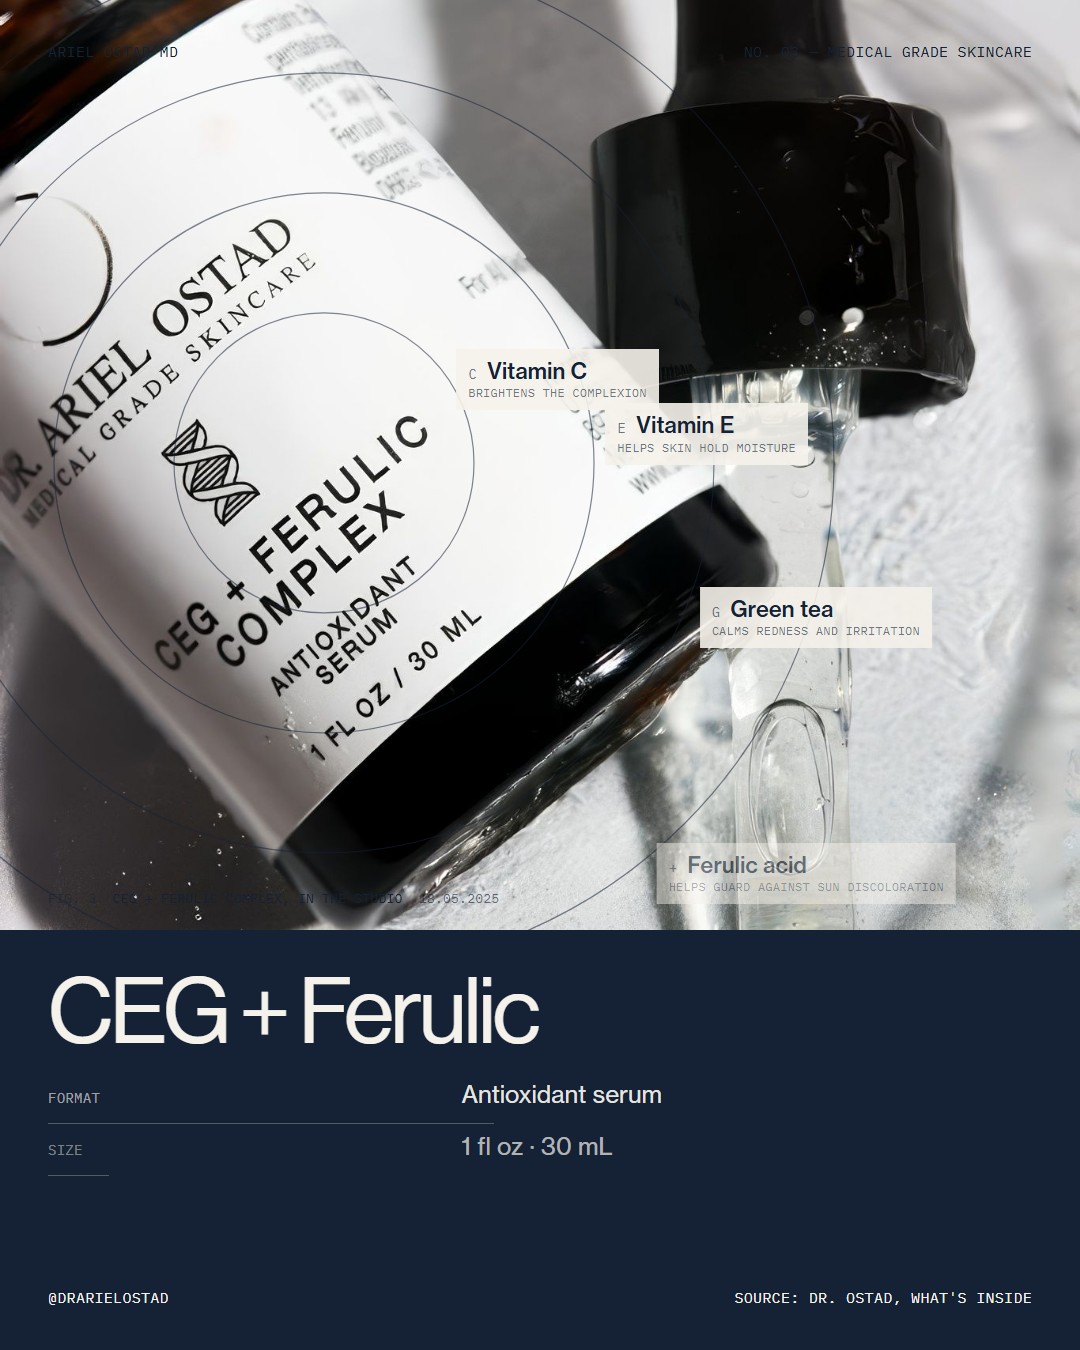 ARIEL OSTAD MD
NO. MEDICAL GRADE SKINCARE
DR. ARIEL OSTAD
MEDICAL GRADE SKINCARE
CEG + FERULIC
COMPLEX
ANTIOXIDANT
SERUM
1 FL OZ / 30 ML
C Vitamin C
BRIGHTENS THE COMPLEXION
E Vitamin E
HELPS SKIN HOLD MOISTURE
G Green tea
CALMS REDNESS AND IRRITATION
+ Ferulic acid
HELPS GUARD AGAINST SUN DISCOLORATION
CEG + Ferulic
FORMAT Antioxidant serum
SIZE 1 fl oz · 30 mL
@DRARIELOSTAD
SOURCE: DR. OSTAD, WHAT'S INSIDE